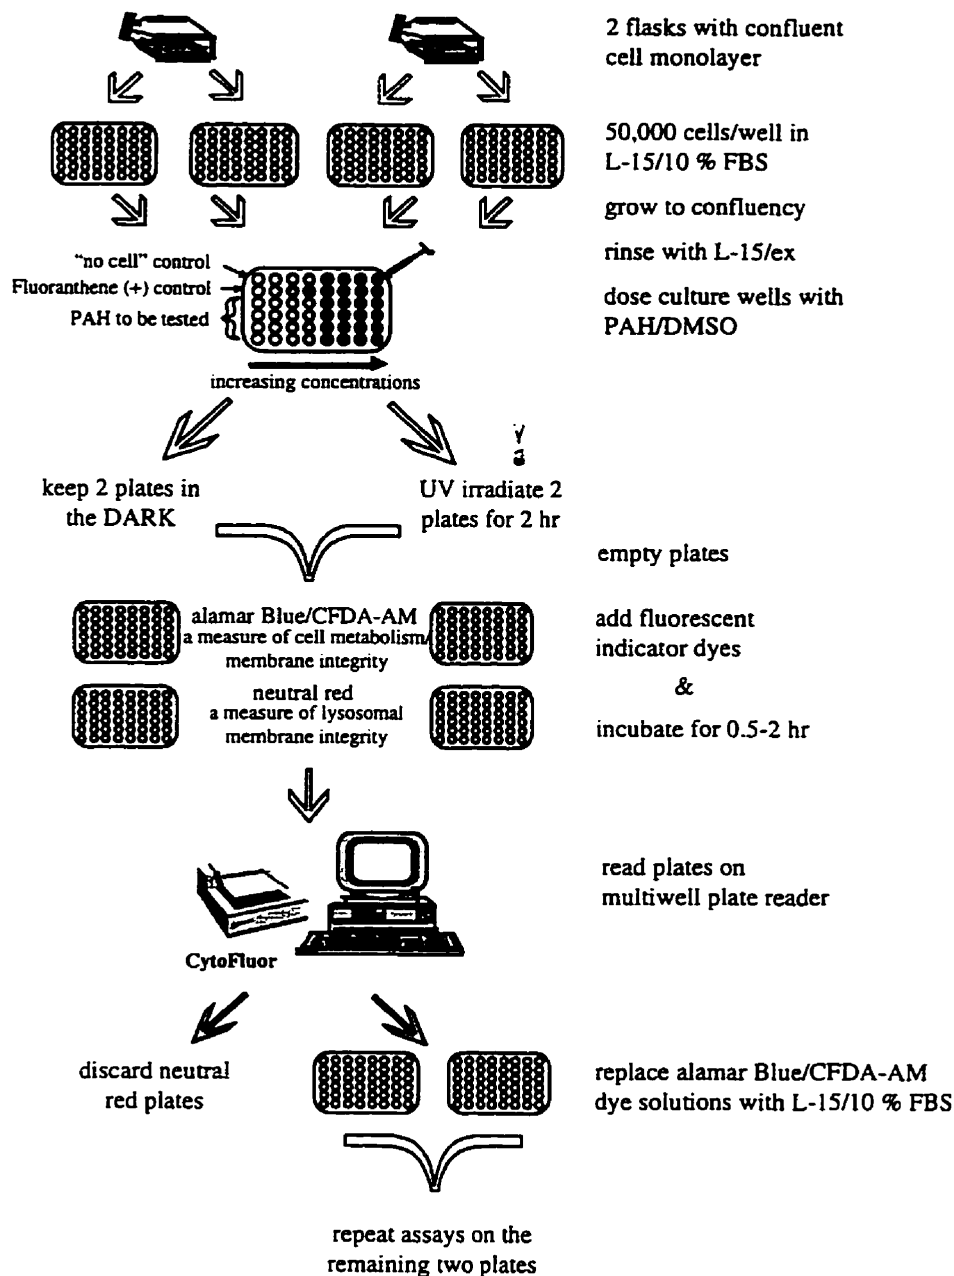 2 flasks with confluent
cell monolayer
50,000 cells/well in
L-15/10 % FBS
grow to confluency
rinse with L-15/ex
"no cell" control
Fluoranthene (+) control
PAH to be tested
dose culture wells with
PAH/DMSO
increasing concentrations
keep 2 plates in
the DARK
UV irradiate 2
plates for 2 hr
empty plates
alamar Blue/CFDA-AM
a measure of cell metabolism/
membrane integrity
add fluorescent
indicator dyes
&
neutral red
a measure of lysosomal
membrane integrity
incubate for 0.5-2 hr
read plates on
multiwell plate reader
CytoFluor
discard neutral
red plates
replace alamar Blue/CFDA-AM
dye solutions with L-15/10 % FBS
repeat assays on the
remaining two plates